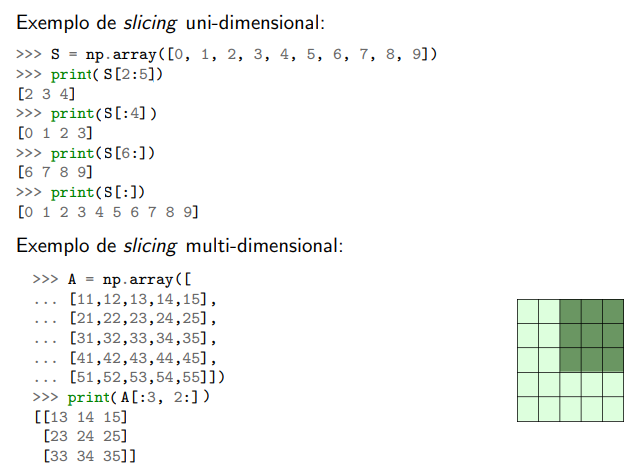 Exemplo de slicing uni-dimensional:
>>> S = np.array([0, 1, 2, 3, 4, 5, 6, 7, 8, 9])
>>> print(S[2:5])
[2 3 4]
>>> print(S[:4])
[0 1 2 3]
>>> print(S[6:])
[6 7 8 9]
>>> print(S[:])
[0 1 2 3 4 5 6 7 8 9]
Exemplo de slicing multi-dimensional:
>>> A = np.array([
... [11,12,13,14,15],
... [21,22,23,24,25],
... [31,32,33,34,35],
... [41,42,43,44,45],
... [51,52,53,54,55]])
>>> print(A[:3, 2:])
[[13 14 15]
[23 24 25]
[33 34 35]]